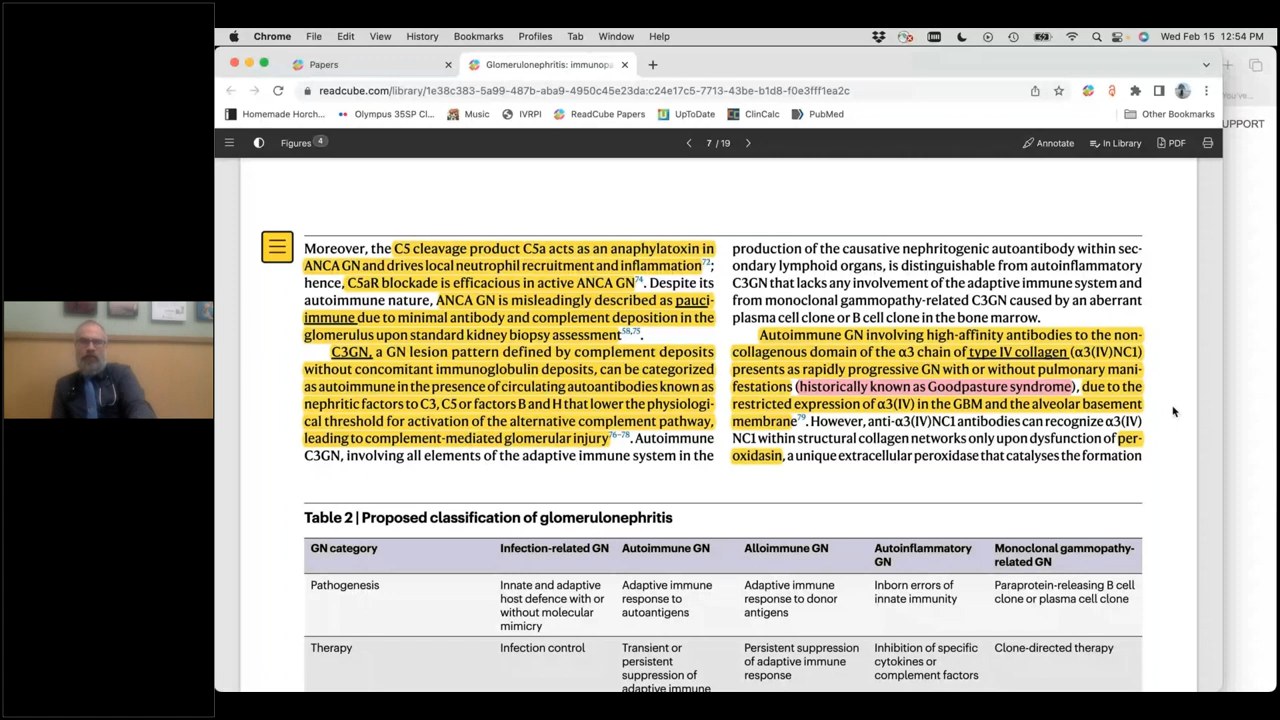 Chrome File Edit View History Bookmarks Profiles Tab Window Help Wed Feb 15 12:54 PM
Papers × Glomerulonephritis: immunop × +
readcube.com/library/1e38c383-5a99-487b-aba9-4950c45e23da:c24e17c5-7713-43be-b1d8-f0e3fff1ea2c
You've...
Homemade Horch... Olympus 35SP Cl... Music IVRPI ReadCube Papers UpToDate ClinCalc PubMed Other Bookmarks
UPPORT
Figures 4 7 / 19 Annotate In Library PDF
Moreover, the C5 cleavage product C5a acts as an anaphylatoxin in
ANCA GN and drives local neutrophil recruitment and inflammation72;
hence, C5aR blockade is efficacious in active ANCA GN74. Despite its
autoimmune nature, ANCA GN is misleadingly described as pauci-
immune due to minimal antibody and complement deposition in the
glomerulus upon standard kidney biopsy assessment58,75.
C3GN, a GN lesion pattern defined by complement deposits
without concomitant immunoglobulin deposits, can be categorized
as autoimmune in the presence of circulating autoantibodies known as
nephritic factors to C3, C5 or factors B and H that lower the physiologi-
cal threshold for activation of the alternative complement pathway,
leading to complement-mediated glomerular injury76–78. Autoimmune
C3GN, involving all elements of the adaptive immune system in the
production of the causative nephritogenic autoantibody within sec-
ondary lymphoid organs, is distinguishable from autoinflammatory
C3GN that lacks any involvement of the adaptive immune system and
from monoclonal gammopathy-related C3GN caused by an aberrant
plasma cell clone or B cell clone in the bone marrow.
Autoimmune GN involving high-affinity antibodies to the non-
collagenous domain of the α3 chain of type IV collagen (α3(IV)NC1)
presents as rapidly progressive GN with or without pulmonary mani-
festations (historically known as Goodpasture syndrome), due to the
restricted expression of α3(IV) in the GBM and the alveolar basement
membrane79. However, anti-α3(IV)NC1 antibodies can recognize α3(IV)
NC1 within structural collagen networks only upon dysfunction of per-
oxidasin, a unique extracellular peroxidase that catalyses the formation
Table 2 | Proposed classification of glomerulonephritis
GN category Infection-related GN Autoimmune GN Alloimmune GN Autoinflammatory Monoclonal gammopathy-
GN related GN
Pathogenesis Innate and adaptive Adaptive immune Adaptive immune Inborn errors of Paraprotein-releasing B cell
host defence with or response to response to donor innate immunity clone or plasma cell clone
without molecular autoantigens antigens
mimicry
Therapy Infection control Transient or Persistent suppression Inhibition of specific Clone-directed therapy
persistent of adaptive immune cytokines or
suppression of response complement factors
adaptive immune